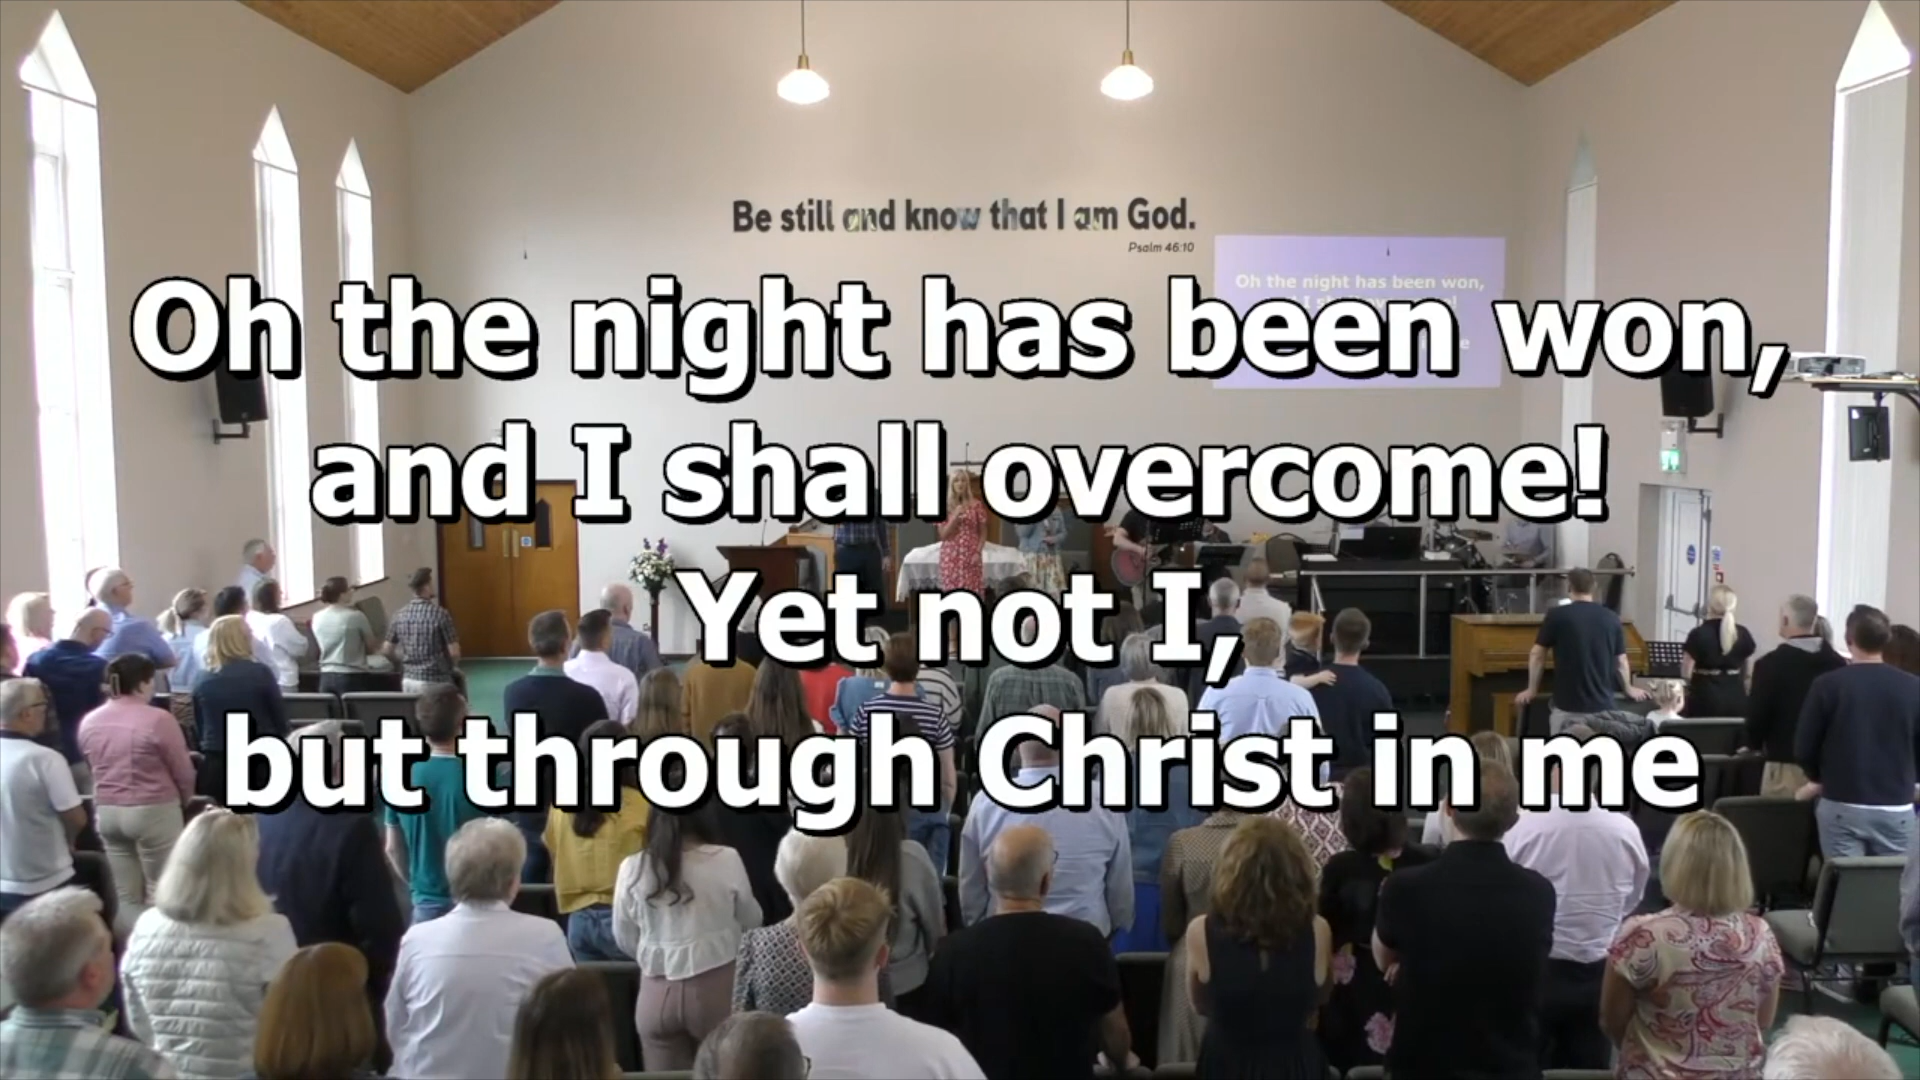 Be still and know that I am God.
Psalm 46:10
Oh the night has been won,
Oh the night has been won,
and I shall overcome!
Yet not I,
but through Christ in me